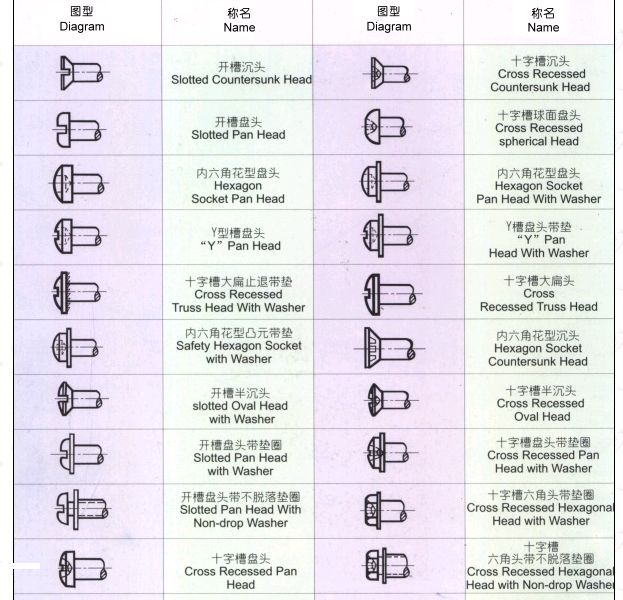 图型 称名 图型 称名
Diagram Name Diagram Name
开槽沉头
Slotted Countersunk Head
十字槽沉头
Cross Recessed
Countersunk Head
开槽盘头
Slotted Pan Head
十字槽球面盘头
Cross Recessed
spherical Head
内六角花型盘头
Hexagon
Socket Pan Head
内六角花型盘头
Hexagon Socket
Pan Head With Washer
Y型槽盘头
“Y” Pan Head
Y槽盘头带垫
“Y” Pan
Head With Washer
十字槽大扁止退带垫
Cross Recessed
Truss Head With Washer
十字槽大扁头
Cross
Recessed Truss Head
内六角花型凸元带垫
Safety Hexagon Socket
with Washer
内六角花型沉头
Hexagon Socket
Countersunk Head
开槽半沉头
slotted Oval Head
with Washer
十字槽半沉头
Cross Recessed
Oval Head
开槽盘头带垫圈
Slotted Pan Head
with Washer
十字槽盘头带垫圈
Cross Recessed Pan
Head with Washer
开槽盘头带不脱落垫圈
Slotted Pan Head With
Non-drop Washer
十字槽六角头带垫圈
Cross Recessed Hexagonal
Head with Washer
十字槽盘头
Cross Recessed Pan
Head
十字槽
六角头带不脱落垫圈
Cross Recessed Hexagonal
Head with Non-drop Washer